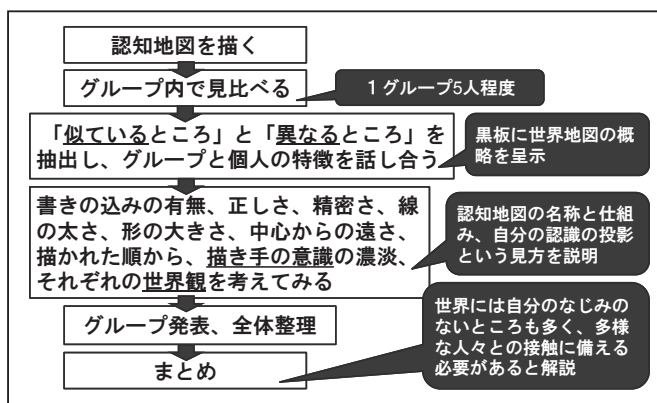 認知地図を描く
グループ内で見比べる
1グループ5人程度
「似ているところ」と「異なるところ」を
抽出し、グループと個人の特徴を話し合う
黒板に世界地図の概
略を呈示
書きの込みの有無、正しさ、精密さ、線
の太さ、形の大きさ、中心からの遠さ、
描かれた順から、描き手の意識の濃淡、
それぞれの世界観を考えてみる
認知地図の名称と仕組
み、自分の認識の投影
という見方を説明
グループ発表、全体整理
まとめ
世界には自分のなじみの
ないところも多く、多様
な人々との接触に備える
必要があると解説